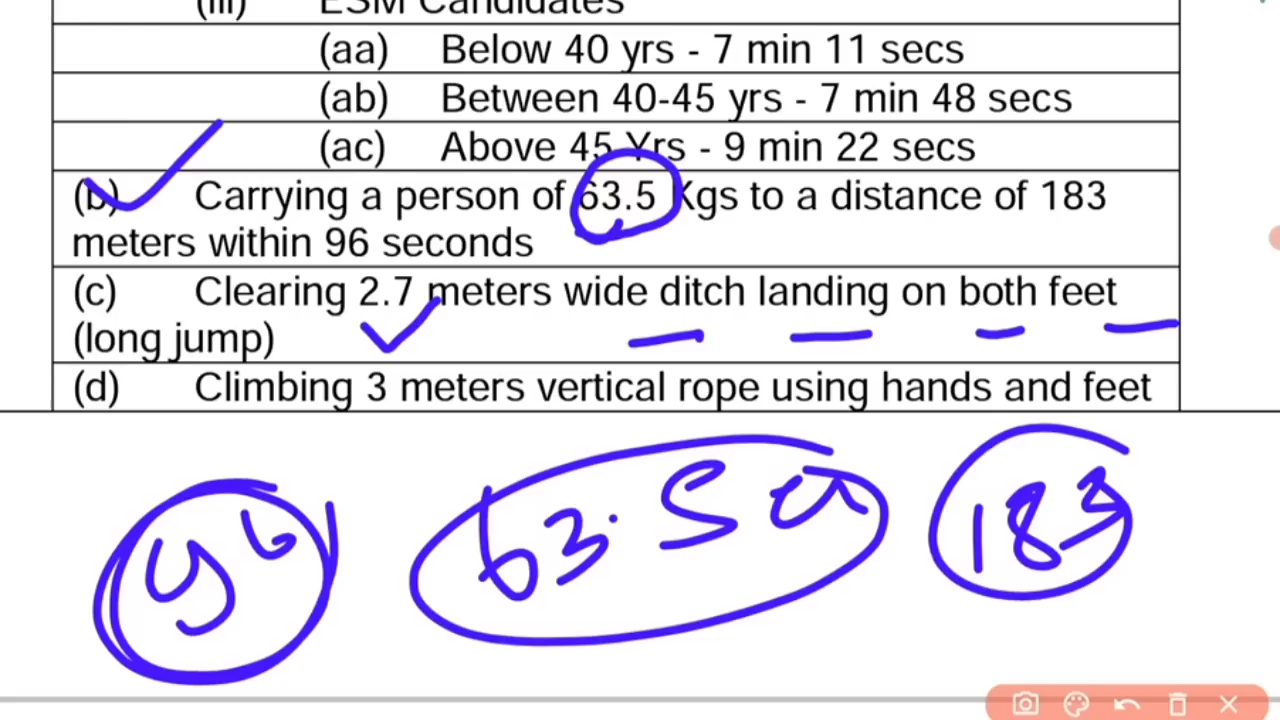 (iii) ESM Candidates
(aa) Below 40 yrs - 7 min 11 secs
(ab) Between 40-45 yrs - 7 min 48 secs
(ac) Above 45 Yrs - 9 min 22 secs
(b) Carrying a person of 63.5 Kgs to a distance of 183
meters within 96 seconds
(c) Clearing 2.7 meters wide ditch landing on both feet
(long jump)
(d) Climbing 3 meters vertical rope using hands and feet
96 63.5 183